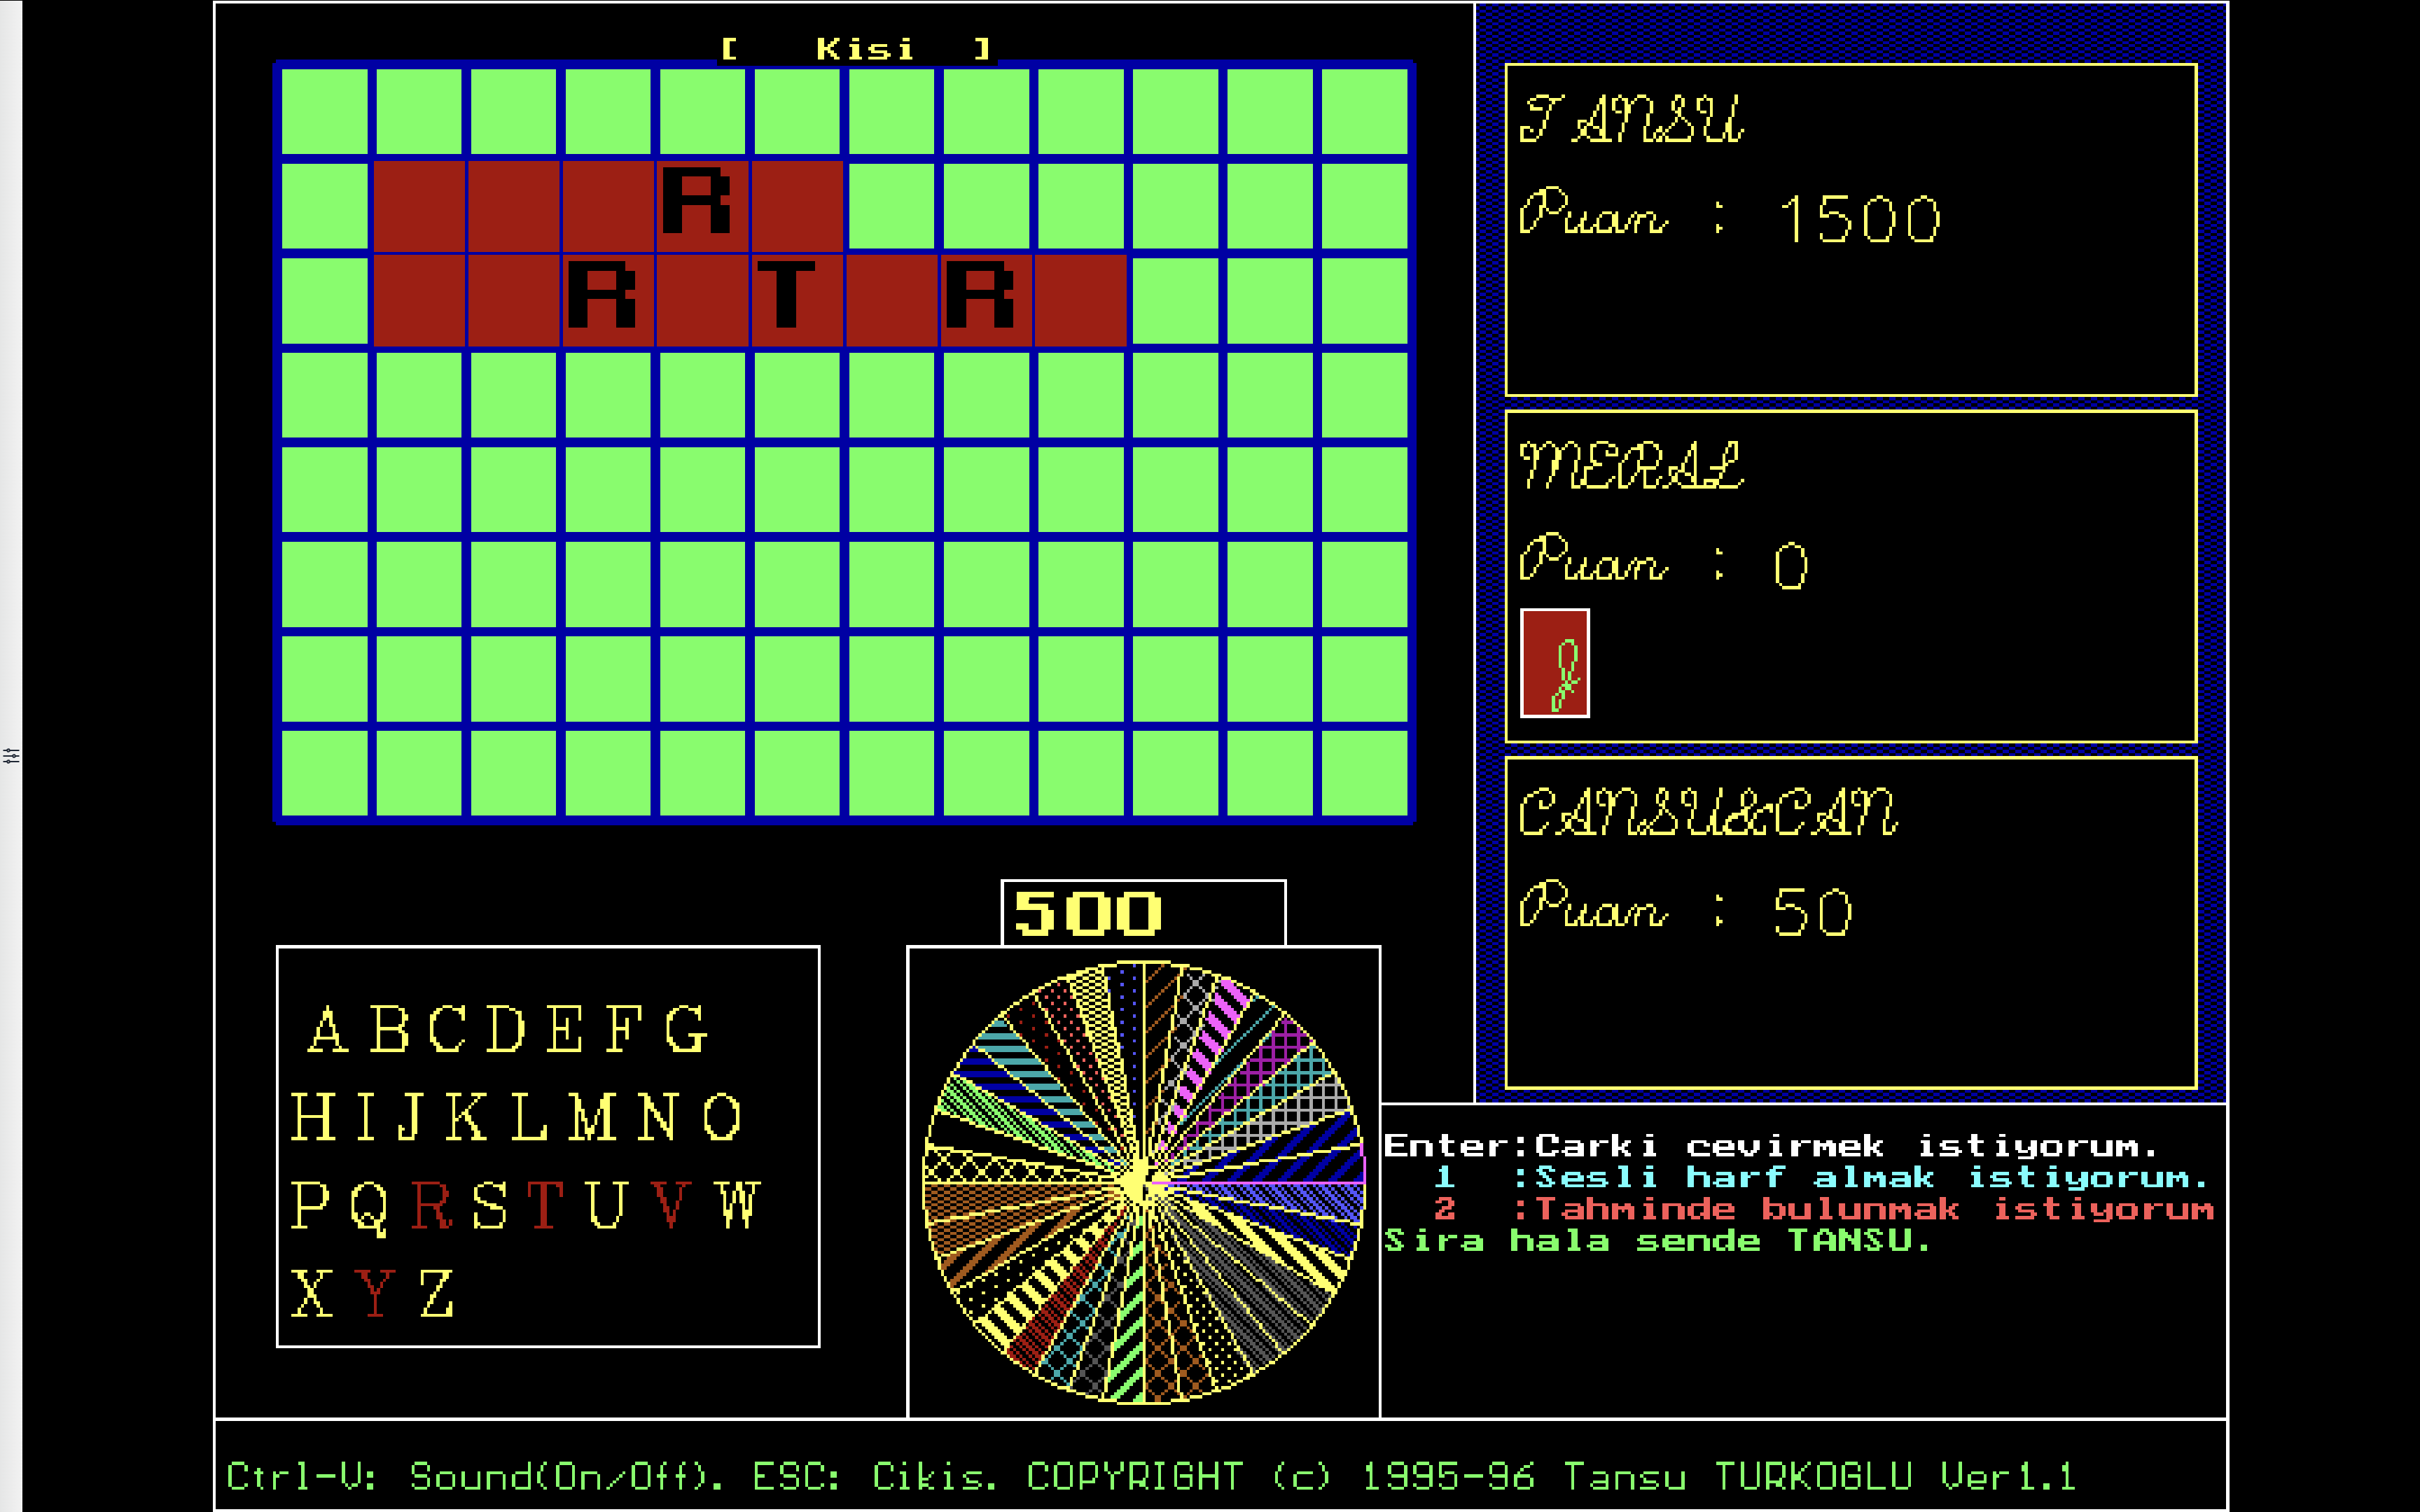 [ Kisi ]
R
R T R
TANSU
Puan : 1500
MERAL
Puan : 0
J
CANSU&CAN
Puan : 50
500
A B C D E F G
H I J K L M N O
P Q R S T U V W
X Y Z
Enter:Carki cevirmek istiyorum.
1 :Sesli harf almak istiyorum.
2 :Tahminde bulunmak istiyorum
Sira hala sende TANSU.
Ctrl-V: Sound(On/Off). ESC: Cikis. COPYRIGHT (c) 1995-96 Tansu TURKOGLU Ver1.1